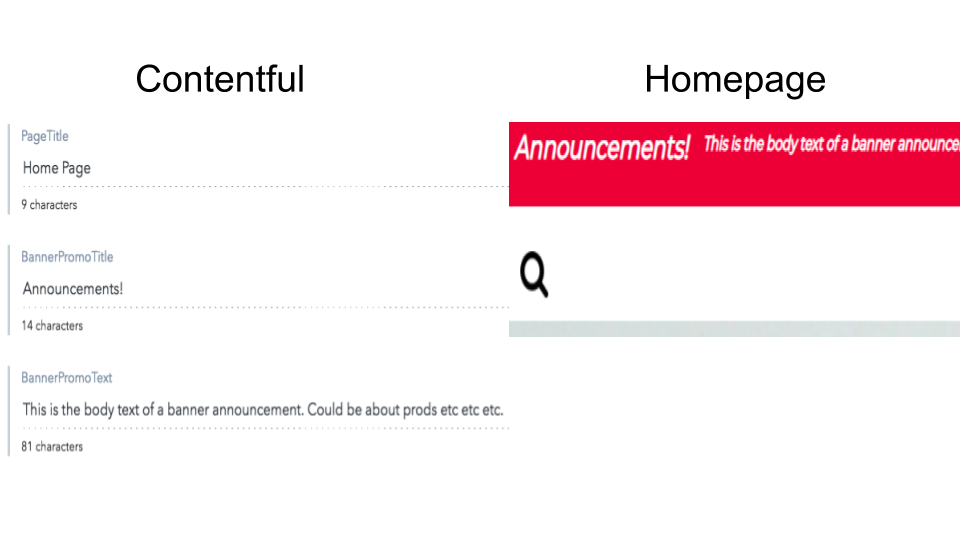 Contentful
Homepage
PageTitle
Home Page
9 characters
BannerPromoTitle
Announcements!
14 characters
BannerPromoText
This is the body text of a banner announcement. Could be about prods etc etc etc.
81 characters
Announcements! This is the body text of a banner announce